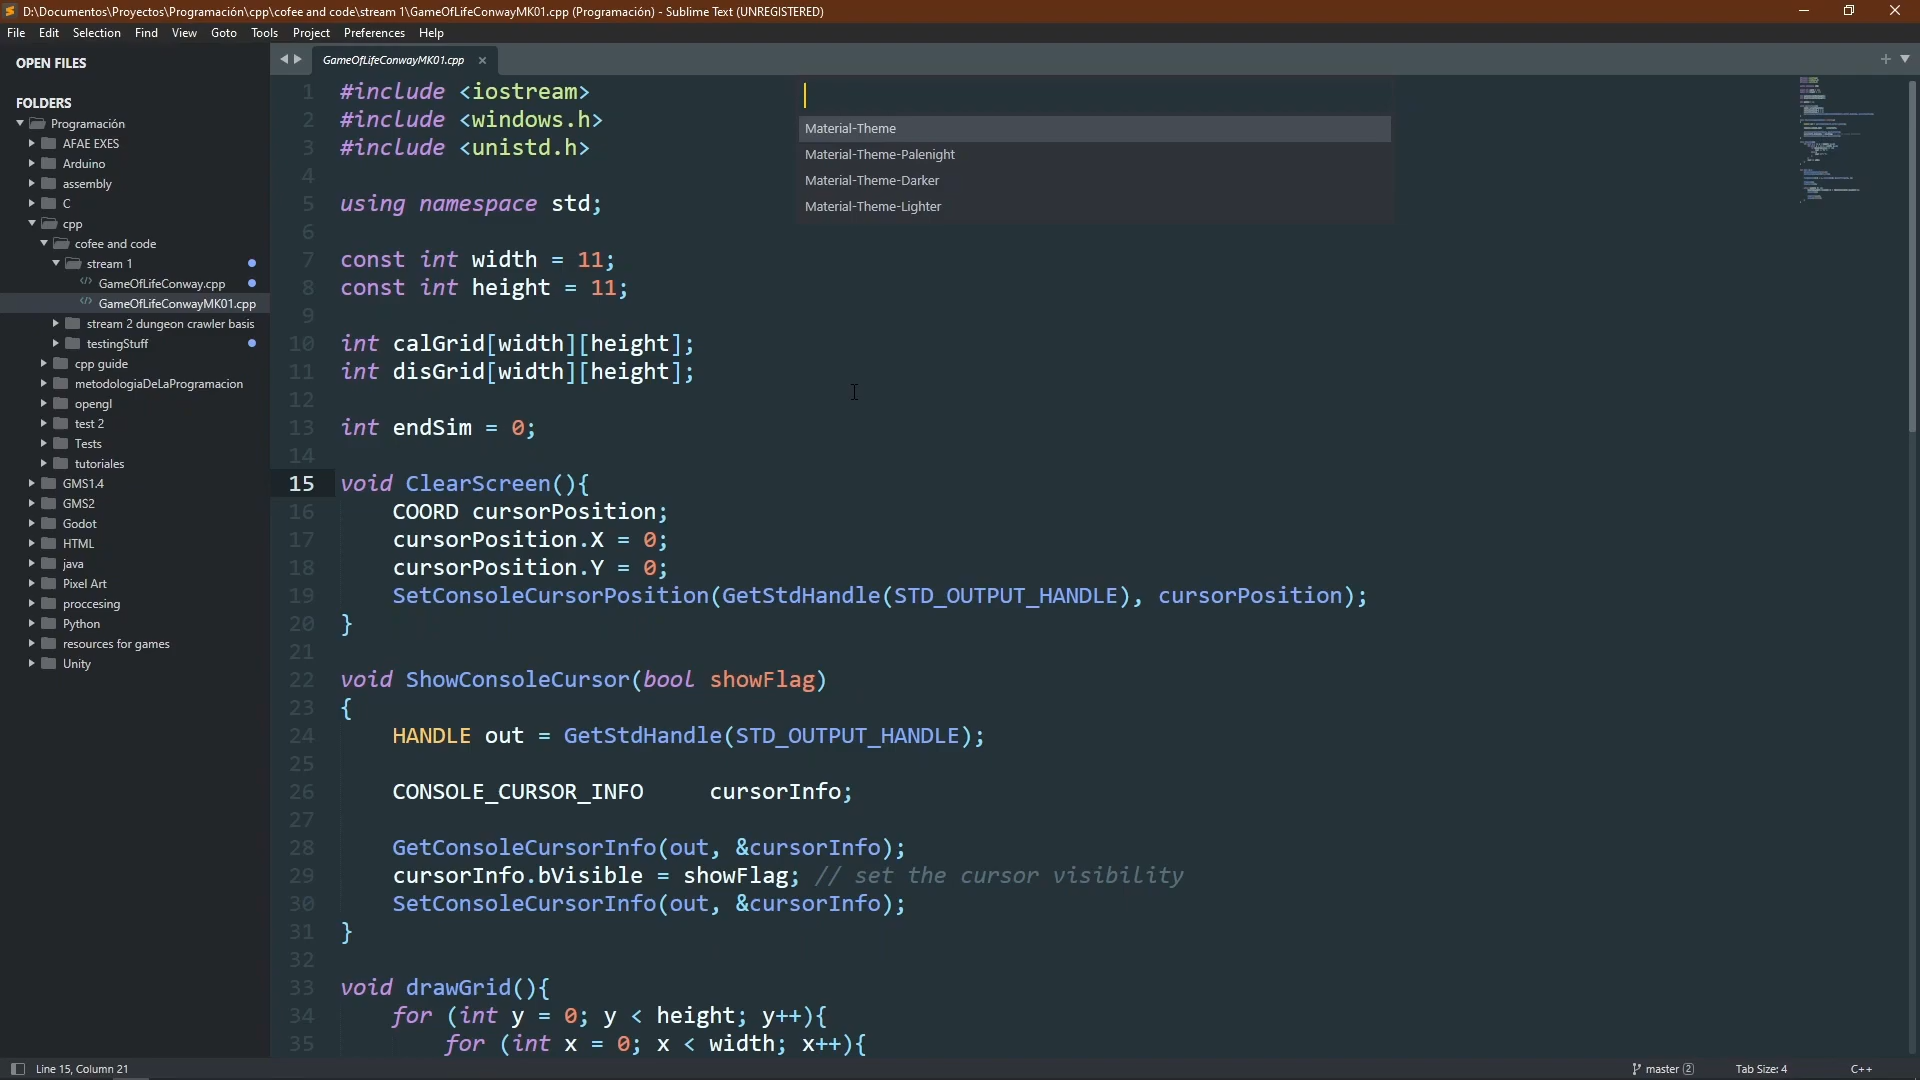 D:\Documentos\Proyectos\Programación\cpp\cofee and code\stream 1\GameOfLifeConwayMK01.cpp (Programación) - Sublime Text (UNREGISTERED)
File Edit Selection Find View Goto Tools Project Preferences Help
OPEN FILES
FOLDERS
Programación
AFAE EXES
Arduino
assembly
C
cpp
cofee and code
stream 1
GameOfLifeConway.cpp
GameOfLifeConwayMK01.cpp
stream 2 dungeon crawler basis
testingStuff
cpp guide
metodologiaDeLaProgramacion
opengl
test 2
Tests
tutoriales
GMS1.4
GMS2
Godot
HTML
java
Pixel Art
proccesing
Python
resources for games
Unity
GameOfLifeConwayMK01.cpp
1 #include <iostream>
2 #include <windows.h>
3 #include <unistd.h>
4
5 using namespace std;
6
7 const int width = 11;
8 const int height = 11;
9
10 int calGrid[width][height];
11 int disGrid[width][height];
12
13 int endSim = 0;
14
15 void ClearScreen(){
16 COORD cursorPosition;
17 cursorPosition.X = 0;
18 cursorPosition.Y = 0;
19 SetConsoleCursorPosition(GetStdHandle(STD_OUTPUT_HANDLE), cursorPosition);
20 }
21
22 void ShowConsoleCursor(bool showFlag)
23 {
24 HANDLE out = GetStdHandle(STD_OUTPUT_HANDLE);
25
26 CONSOLE_CURSOR_INFO     cursorInfo;
27
28 GetConsoleCursorInfo(out, &cursorInfo);
29 cursorInfo.bVisible = showFlag; // set the cursor visibility
30 SetConsoleCursorInfo(out, &cursorInfo);
31 }
32
33 void drawGrid(){
34 for (int y = 0; y < height; y++){
35 for (int x = 0; x < width; x++){
Material-Theme
Material-Theme-Palenight
Material-Theme-Darker
Material-Theme-Lighter
Line 15, Column 21
master 2
Tab Size: 4
C++